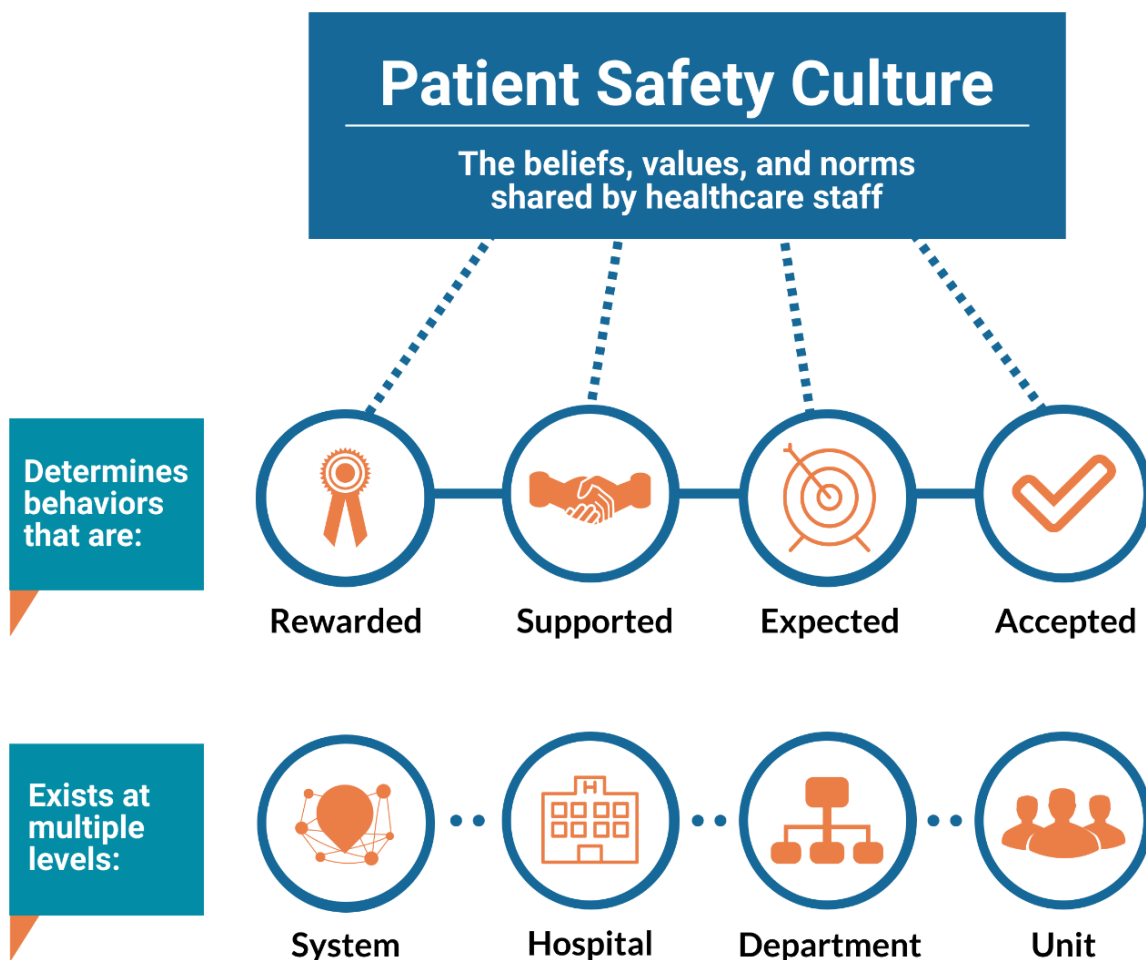 Patient Safety Culture
The beliefs, values, and norms
shared by healthcare staff
Determines
behaviors
that are:
Rewarded
Supported
Expected
Accepted
Exists at
multiple
levels:
H
System
Hospital
Department
Unit